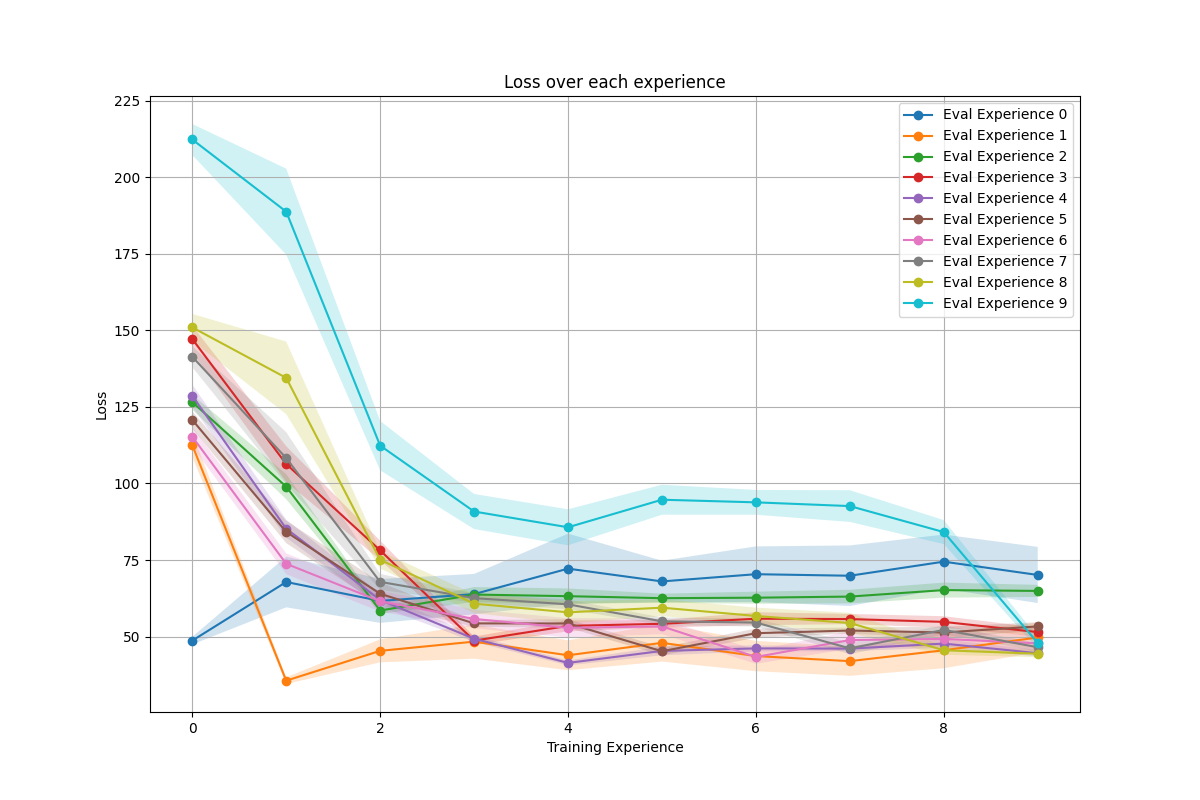 Loss over each experience
225
200
175
150
125
100
75
50
Loss
0
2
4
6
8
Training Experience
Eval Experience 0
Eval Experience 1
Eval Experience 2
Eval Experience 3
Eval Experience 4
Eval Experience 5
Eval Experience 6
Eval Experience 7
Eval Experience 8
Eval Experience 9